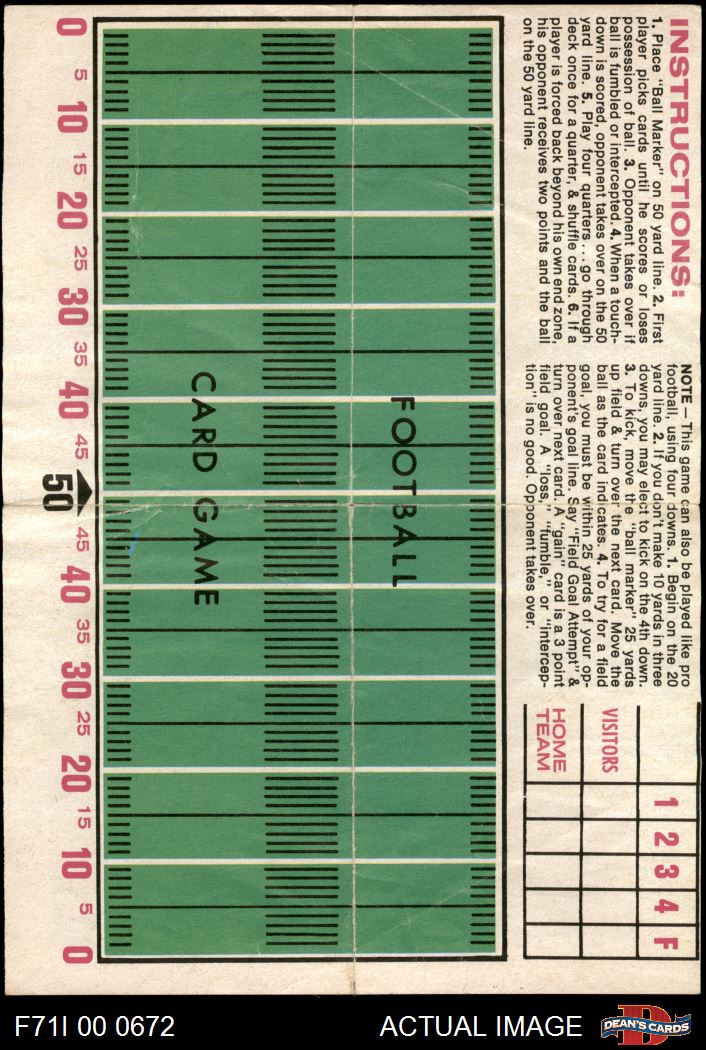 INSTRUCTIONS:
1. Place "Ball Marker" on 50 yard line. 2. First
player picks cards until he scores or loses
possession of ball. 3. Opponent takes over if
ball is fumbled or intercepted. 4. When a touch-
down is scored, opponent takes over on the 50
yard line. 5. Play four quarters . . . go through
deck once for a quarter, & shuffle cards. 6. If a
player is forced back beyond his own end zone,
his opponent receives two points and the ball
on the 50 yard line.
NOTE — This game can also be played like pro
football, using four downs. 1. Begin on the 20
yard line. 2. If you don't make 10 yards in three
downs, you may elect to kick on the 4th down.
3. To kick, move the "ball marker" 25 yards
up field & turn over the next card. Move the
ball as the card indicates. 4. To try for a field
goal, you must be within 25 yards of your op-
ponent's goal line. Say "Field Goal Attempt" &
turn over next card. A "gain" card is a 3 point
field goal. A "loss," "fumble," or "intercep-
tion" is no good. Opponent takes over.
1 2 3 4 F
VISITORS
HOME
TEAM
FOOTBALL
CARD GAME
0 5 10 15 20 25 30 35 40 45 50 45 40 35 30 25 20 15 10 5 0
F71I 00 0672
ACTUAL IMAGE
D
DEAN'S CARDS